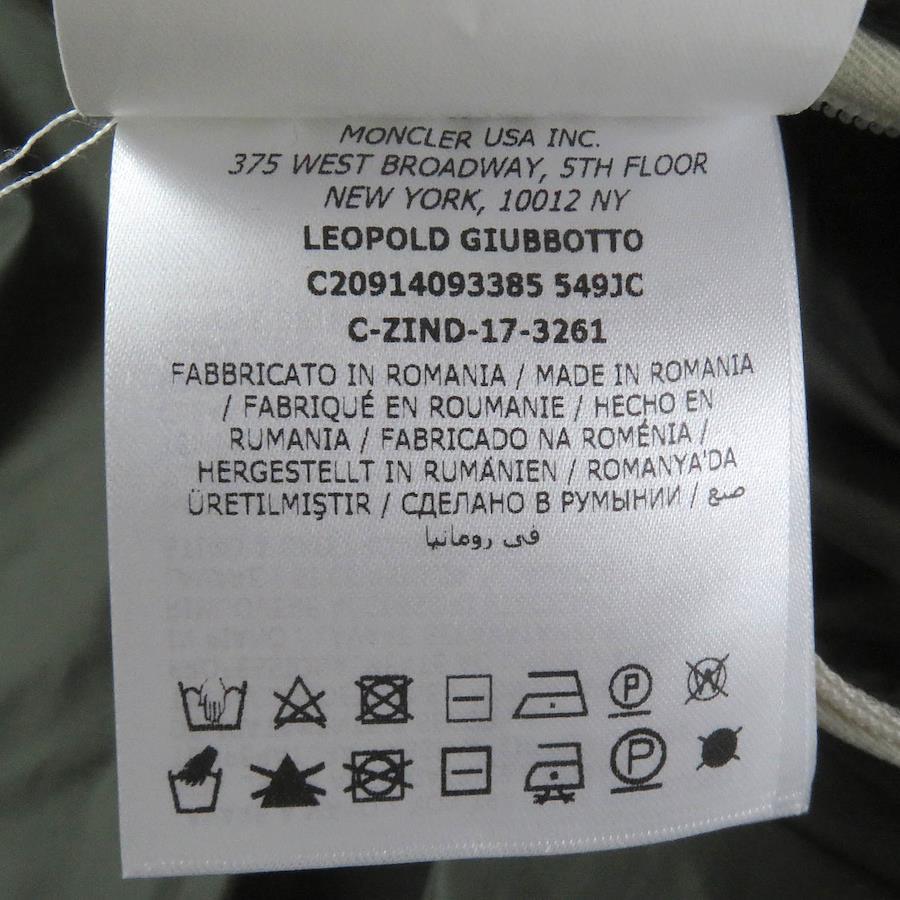 MONCLER USA INC.
375 WEST BROADWAY, 5TH FLOOR
NEW YORK, 10012 NY
LEOPOLD GIUBBOTTO
C20914093385 549JC
C-ZIND-17-3261
FABBRICATO IN ROMANIA / MADE IN ROMANIA
/ FABRIQUÉ EN ROUMANIE / HECHO EN
RUMANIA / FABRICADO NA ROMÉNIA /
HERGESTELLT IN RUMÄNIEN / ROMANYA'DA
ÜRETILMIŞTIR / СДЕЛАНО В РУМЫНИИ / صنع
في رومانيا
P W
P